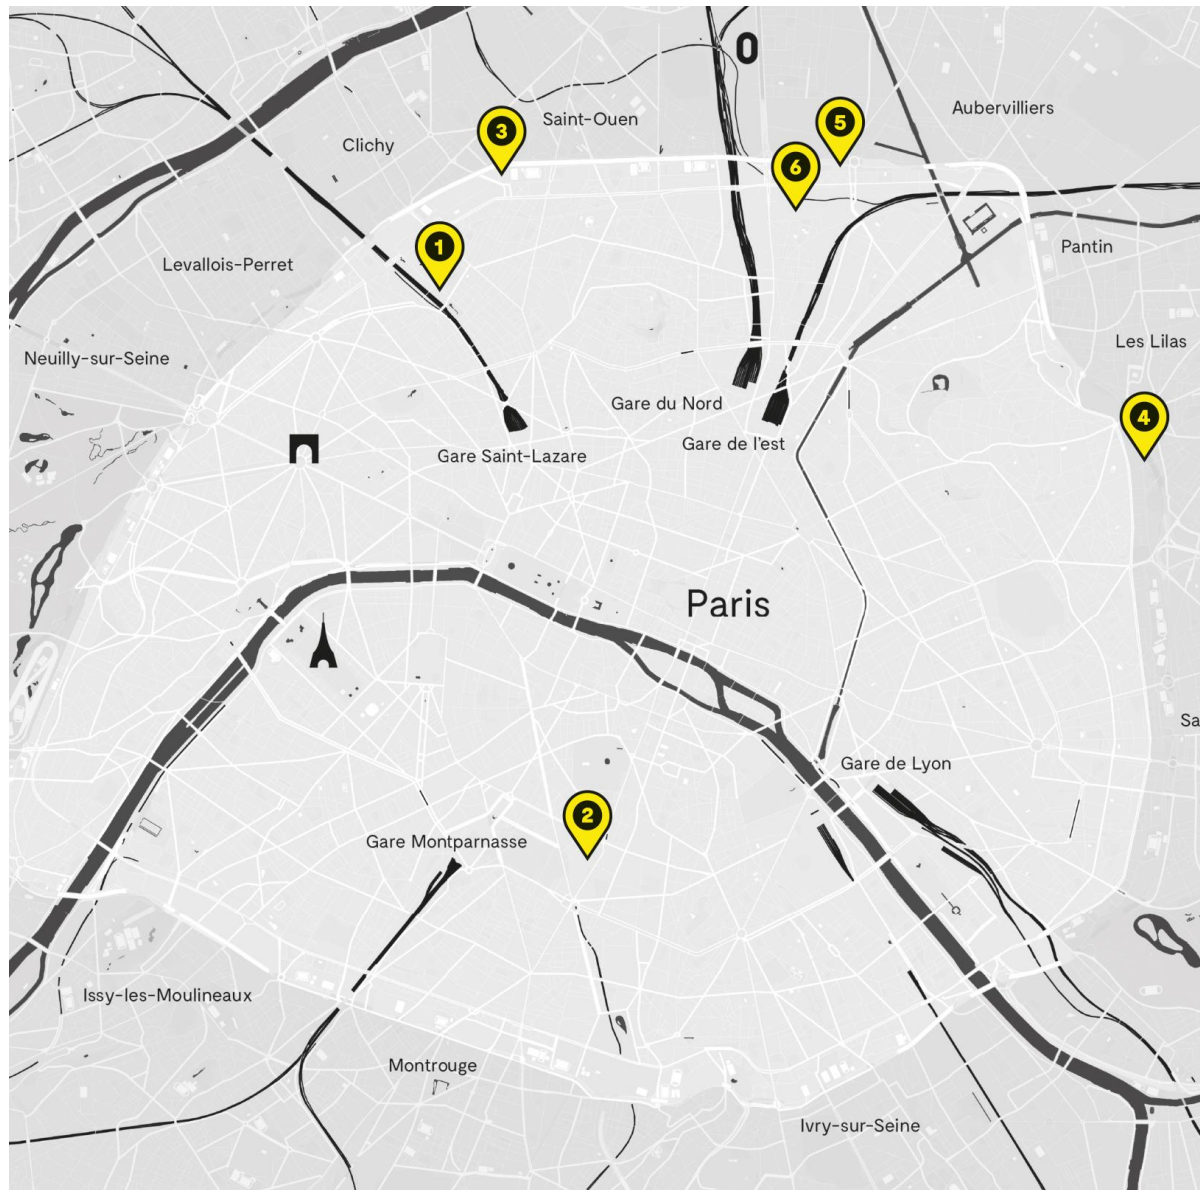 0
Aubervilliers
5
Saint-Ouen
3
Clichy
6
1
Pantin
Levallois-Perret
Les Lilas
Neuilly-sur-Seine
Gare du Nord
4
Gare de l'est
Gare Saint-Lazare
Paris
Sa
Gare de Lyon
2
Gare Montparnasse
Issy-les-Moulineaux
Montrouge
Ivry-sur-Seine